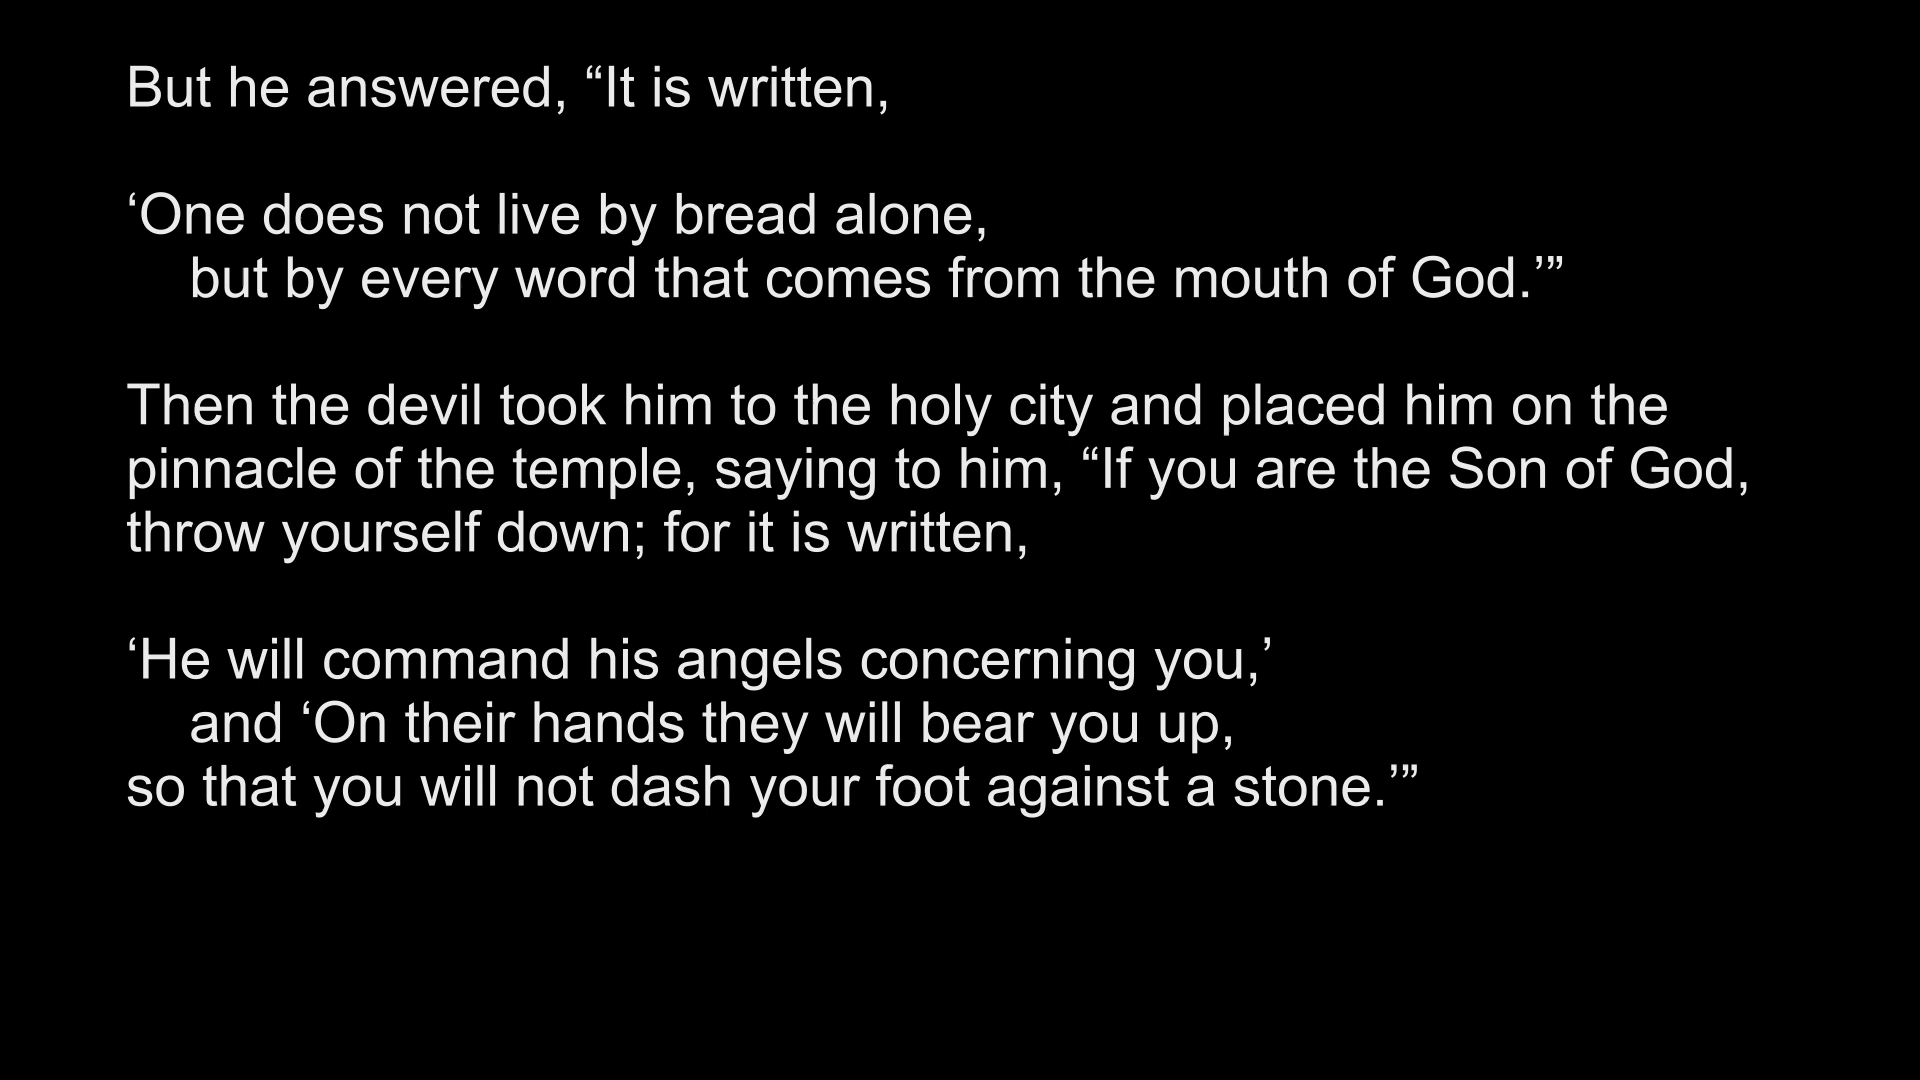 But he answered, “It is written,
‘One does not live by bread alone,
but by every word that comes from the mouth of God.’”
Then the devil took him to the holy city and placed him on the
pinnacle of the temple, saying to him, “If you are the Son of God,
throw yourself down; for it is written,
‘He will command his angels concerning you,’
and ‘On their hands they will bear you up,
so that you will not dash your foot against a stone.’”